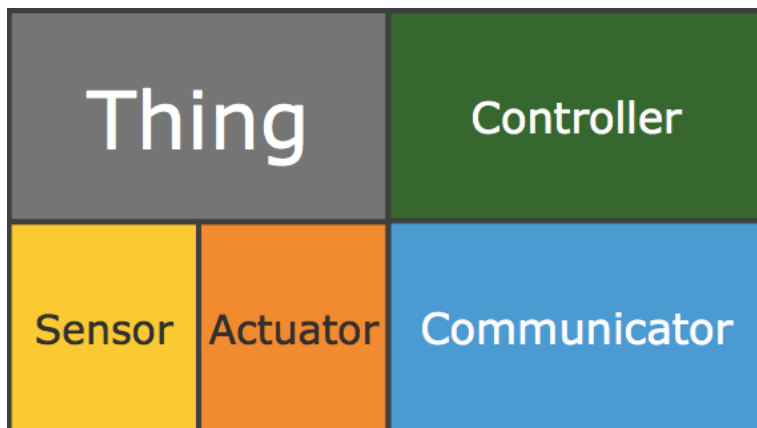 Thing
Controller
Sensor
Actuator
Communicator